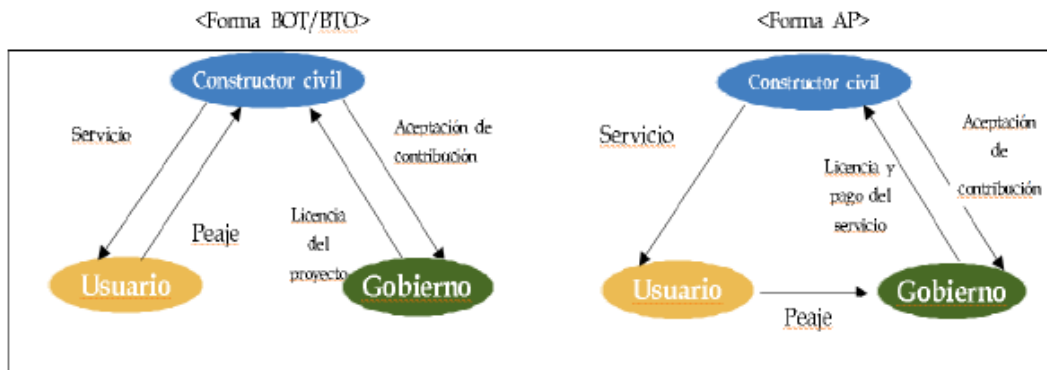 <Forma BOT/BTO>
Constructor civil
Servicio
Aceptación de
contribución
Peaje
Licencia
del
proyecto
Usuario
Gobierno
<Forma AP>
Constructor civil
Servicio
Aceptación
de
contribución
Licencia y
pago del
servicio
Usuario
Gobierno
Peaje